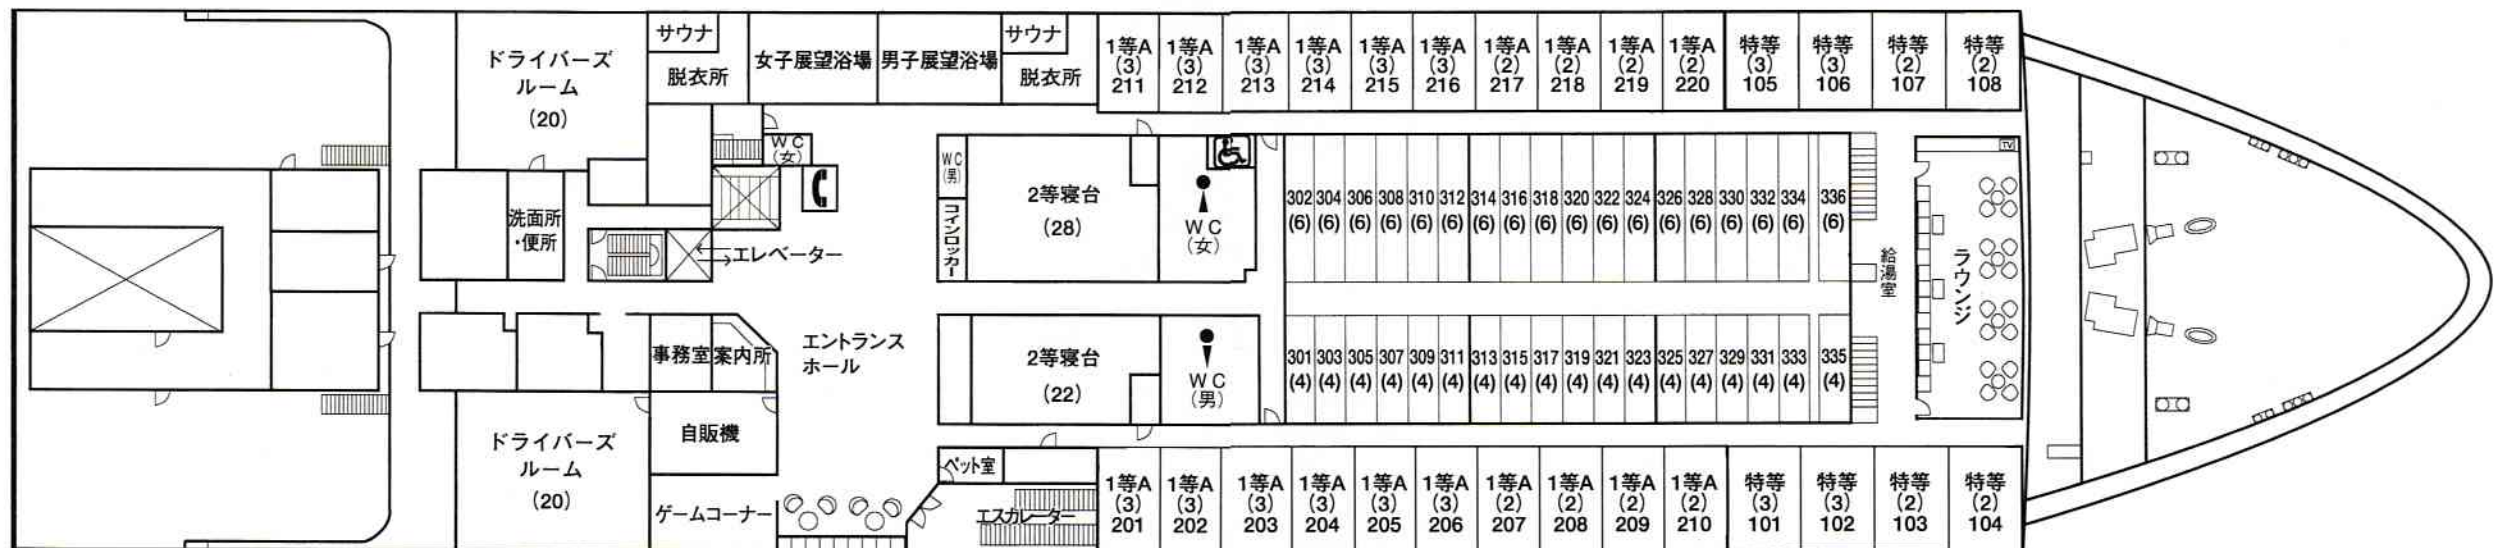 ドライバーズ
ルーム
(20)
サウナ
脱衣所
女子展望浴場
男子展望浴場
サウナ
脱衣所
1等A
(3)
211
1等A
(3)
212
1等A
(3)
213
1等A
(3)
214
1等A
(3)
215
1等A
(3)
216
1等A
(2)
217
1等A
(2)
218
1等A
(2)
219
1等A
(2)
220
特等
(3)
105
特等
(3)
106
特等
(2)
107
特等
(2)
108
WC
(女)
洗面所
・便所
エレベーター
WC
(男)
コインロッカー
2等寝台
(28)
WC
(女)
302 304 306 308 310 312 314 316 318 320 322 324 326 328 330 332 334 336
(6) (6) (6) (6) (6) (6) (6) (6) (6) (6) (6) (6) (6) (6) (6) (6) (6) (6)
給湯室
ラウンジ
TV
事務室
案内所
エントランス
ホール
2等寝台
(22)
WC
(男)
301 303 305 307 309 311 313 315 317 319 321 323 325 327 329 331 333 335
(4) (4) (4) (4) (4) (4) (4) (4) (4) (4) (4) (4) (4) (4) (4) (4) (4) (4)
ドライバーズ
ルーム
(20)
自販機
ゲームコーナー
ペット室
エスカレーター
1等A
(3)
201
1等A
(3)
202
1等A
(3)
203
1等A
(3)
204
1等A
(3)
205
1等A
(3)
206
1等A
(2)
207
1等A
(2)
208
1等A
(2)
209
1等A
(2)
210
特等
(3)
101
特等
(3)
102
特等
(2)
103
特等
(2)
104